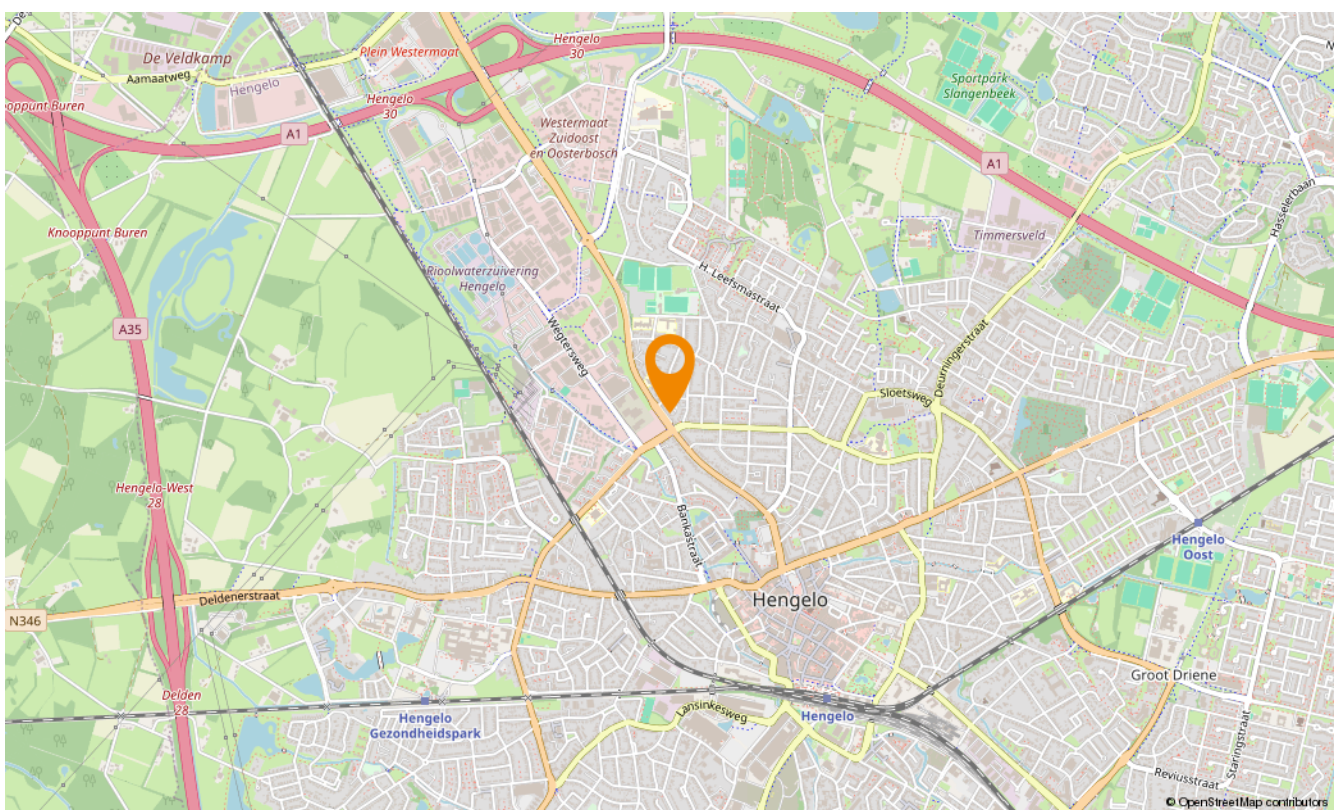 De Veldkamp
Aamaatweg
Hengelo
Plein Westermaat
Hengelo
30
Hengelo
30
A1
ooppunt Buren
Knooppunt Buren
A35
Westermaat
Zuidoost
en Oosterbosch
Sportpark
Slangenbeek
A1
Timmersveld
Hasselerbaan
Rioolwaterzuivering
Hengelo
H. Leefsmastraat
Wegtersweg
Deurningerstraat
Sloetsweg
Hengelo-West
28
Bankastraat
Hengelo
Oost
Deldenerstraat
Hengelo
N346
Groot Driene
Delden
28
Hengelo
Gezondheidspark
Lansinkesweg
Hengelo
Staringstraat
Reviusstraat
© OpenStreetMap contributors